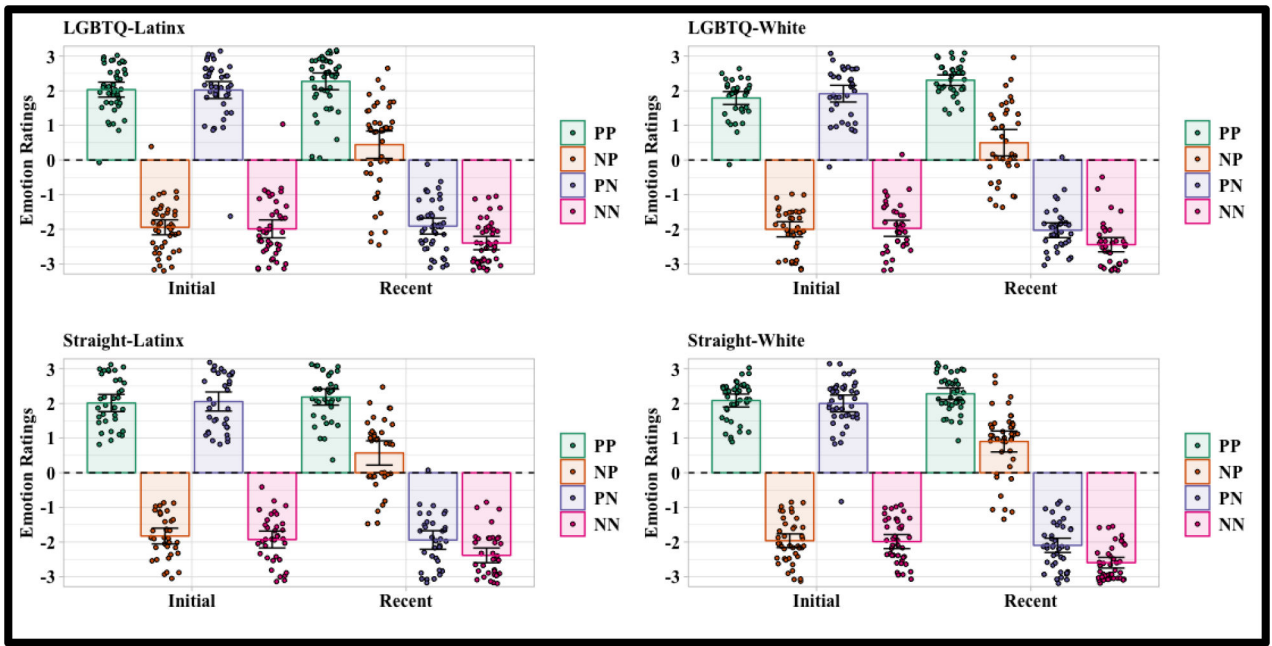 LGBTQ-Latinx
Emotion Ratings
3
2
1
0
-1
-2
-3
Initial
Recent
PP
NP
PN
NN
LGBTQ-White
Emotion Ratings
3
2
1
0
-1
-2
-3
Initial
Recent
PP
NP
PN
NN
Straight-Latinx
Emotion Ratings
3
2
1
0
-1
-2
-3
Initial
Recent
PP
NP
PN
NN
Straight-White
Emotion Ratings
3
2
1
0
-1
-2
-3
Initial
Recent
PP
NP
PN
NN